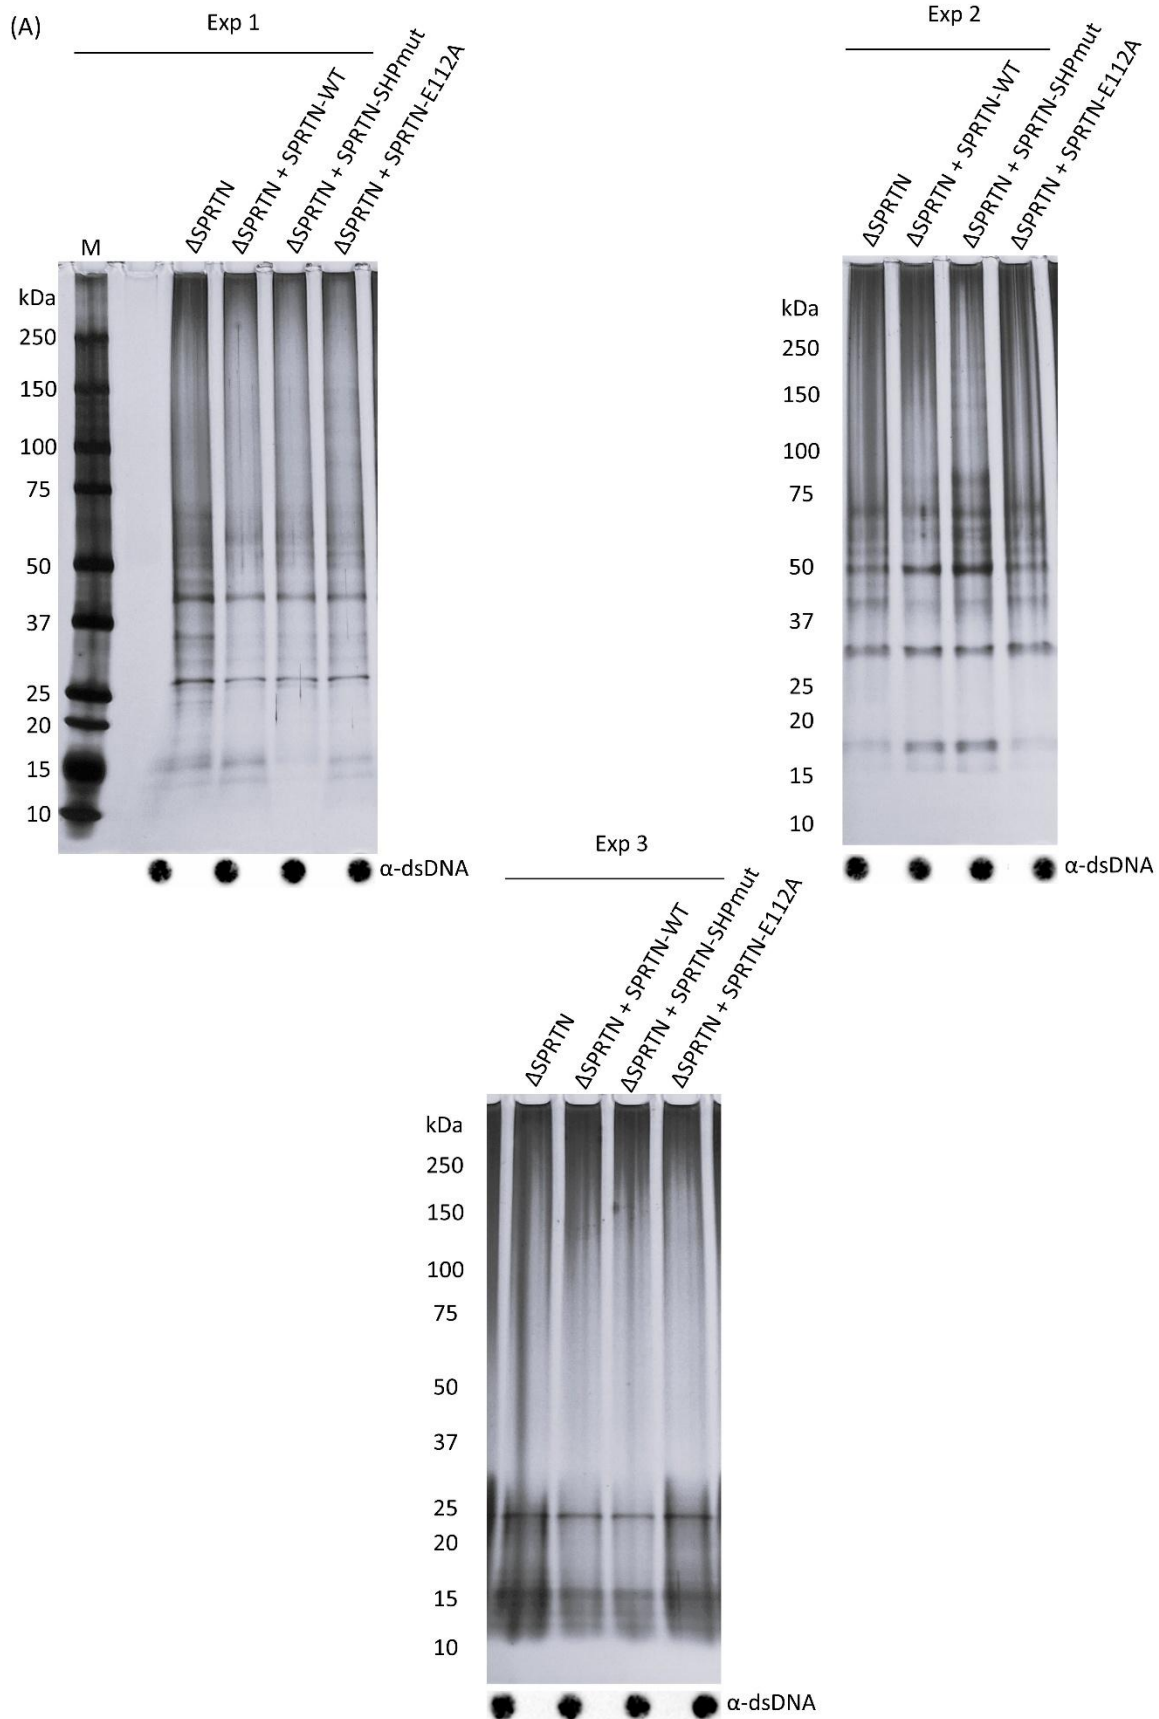 (A)
Exp 1
ΔSPRTN
ΔSPRTN + SPRTN-WT
ΔSPRTN + SPRTN-SHPmut
ΔSPRTN + SPRTN-E112A
M
kDa
250
150
100
75
50
37
25
20
15
10
α-dsDNA
Exp 2
ΔSPRTN
ΔSPRTN + SPRTN-WT
ΔSPRTN + SPRTN-SHPmut
ΔSPRTN + SPRTN-E112A
kDa
250
150
100
75
50
37
25
20
15
10
α-dsDNA
Exp 3
ΔSPRTN
ΔSPRTN + SPRTN-WT
ΔSPRTN + SPRTN-SHPmut
ΔSPRTN + SPRTN-E112A
kDa
250
150
100
75
50
37
25
20
15
10
α-dsDNA